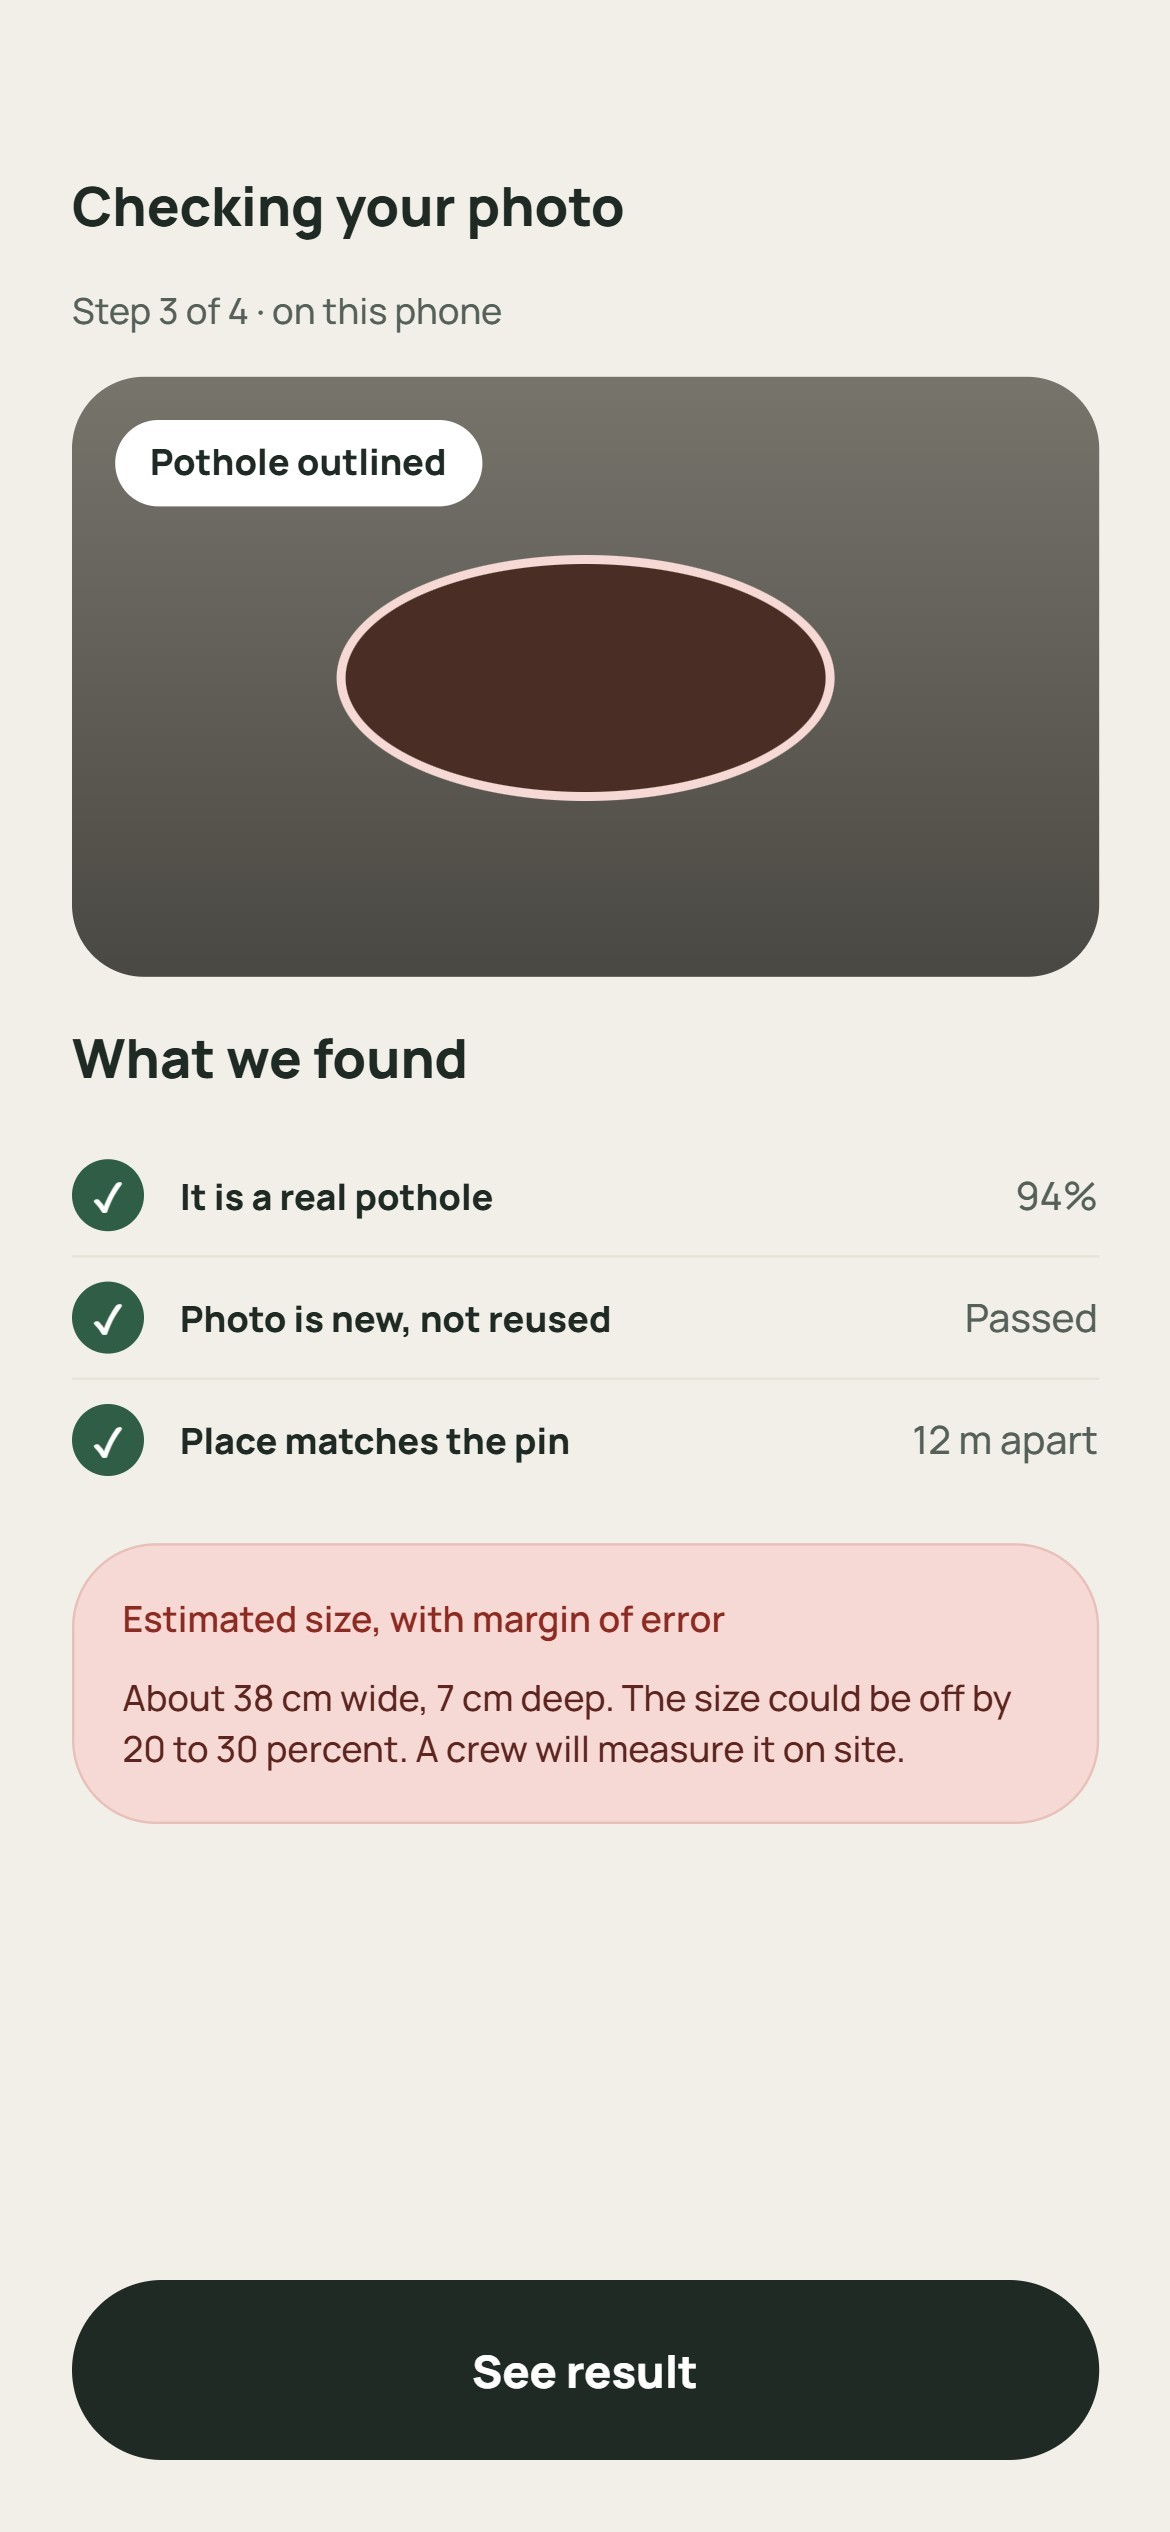 Checking your photo
Step 3 of 4 · on this phone
Pothole outlined
What we found
It is a real pothole 94%
Photo is new, not reused Passed
Place matches the pin 12 m apart
Estimated size, with margin of error
About 38 cm wide, 7 cm deep. The size could be off by
20 to 30 percent. A crew will measure it on site.
See result